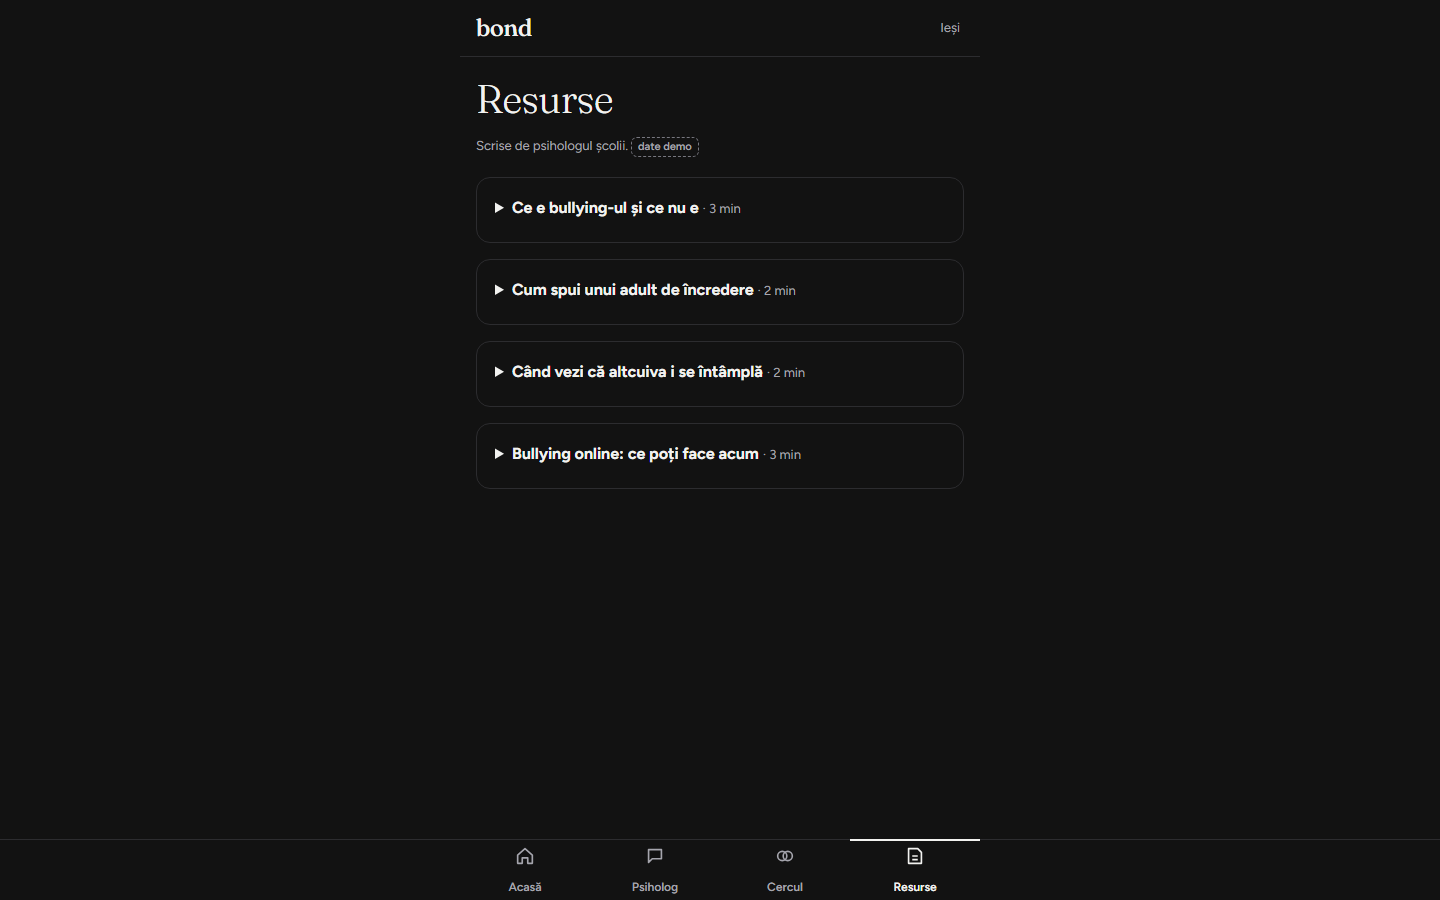 bond
Ieși
Resurse
Scrise de psihologul școlii. date demo
Ce e bullying-ul și ce nu e · 3 min
Cum spui unui adult de încredere · 2 min
Când vezi că altcuiva i se întâmplă · 2 min
Bullying online: ce poți face acum · 3 min
Acasă
Psiholog
Cercul
Resurse